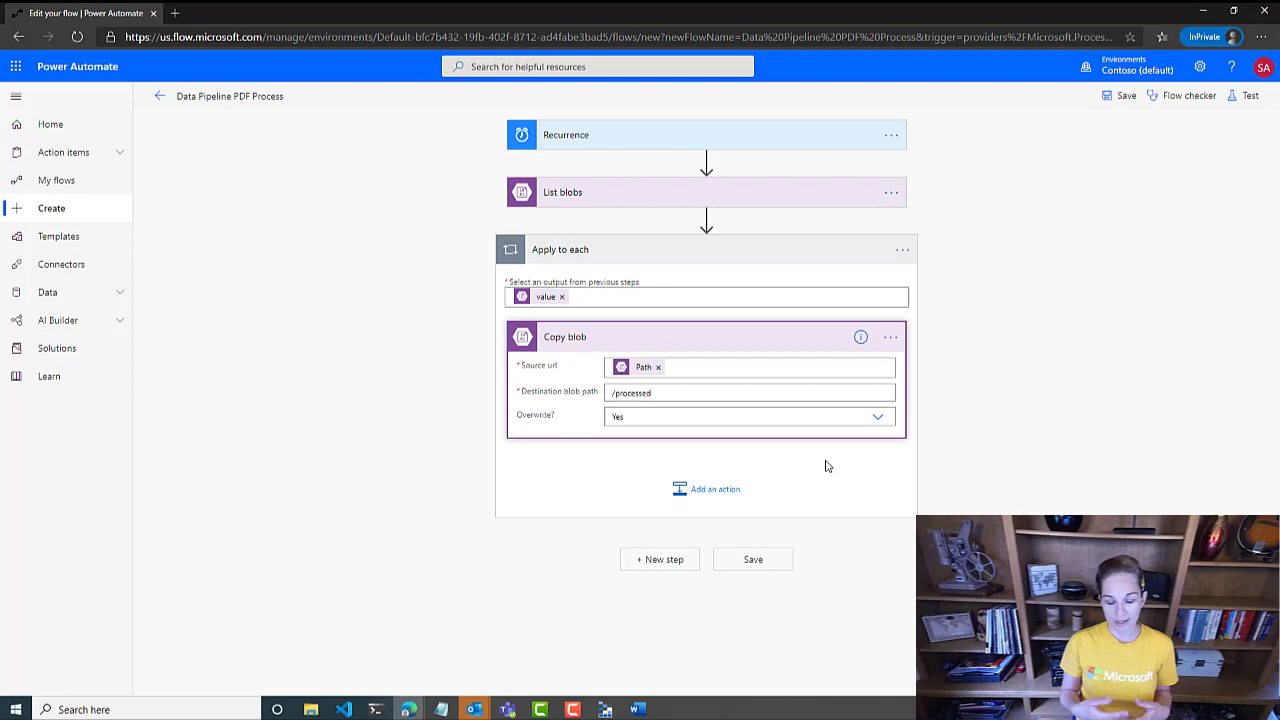 Edit your flow | Power Automate
https://us.flow.microsoft.com/manage/environments/Default-bfc7b432-19fb-402f-8712-ad4fabe3bad5/flows/new?newFlowName=Data%20Pipeline%20PDF%20Process&trigger=providers%2FMicrosoft.Proces...
InPrivate
Power Automate
Search for helpful resources
Environments
Contoso (default)
SA
Data Pipeline PDF Process
Save
Flow checker
Test
Home
Action items
My flows
Create
Templates
Connectors
Data
AI Builder
Solutions
Learn
Recurrence
List blobs
Apply to each
* Select an output from previous steps
value
Copy blob
* Source url
Path
* Destination blob path
/processed
Overwrite?
Yes
Add an action
+ New step
Save
Microsoft
Search here